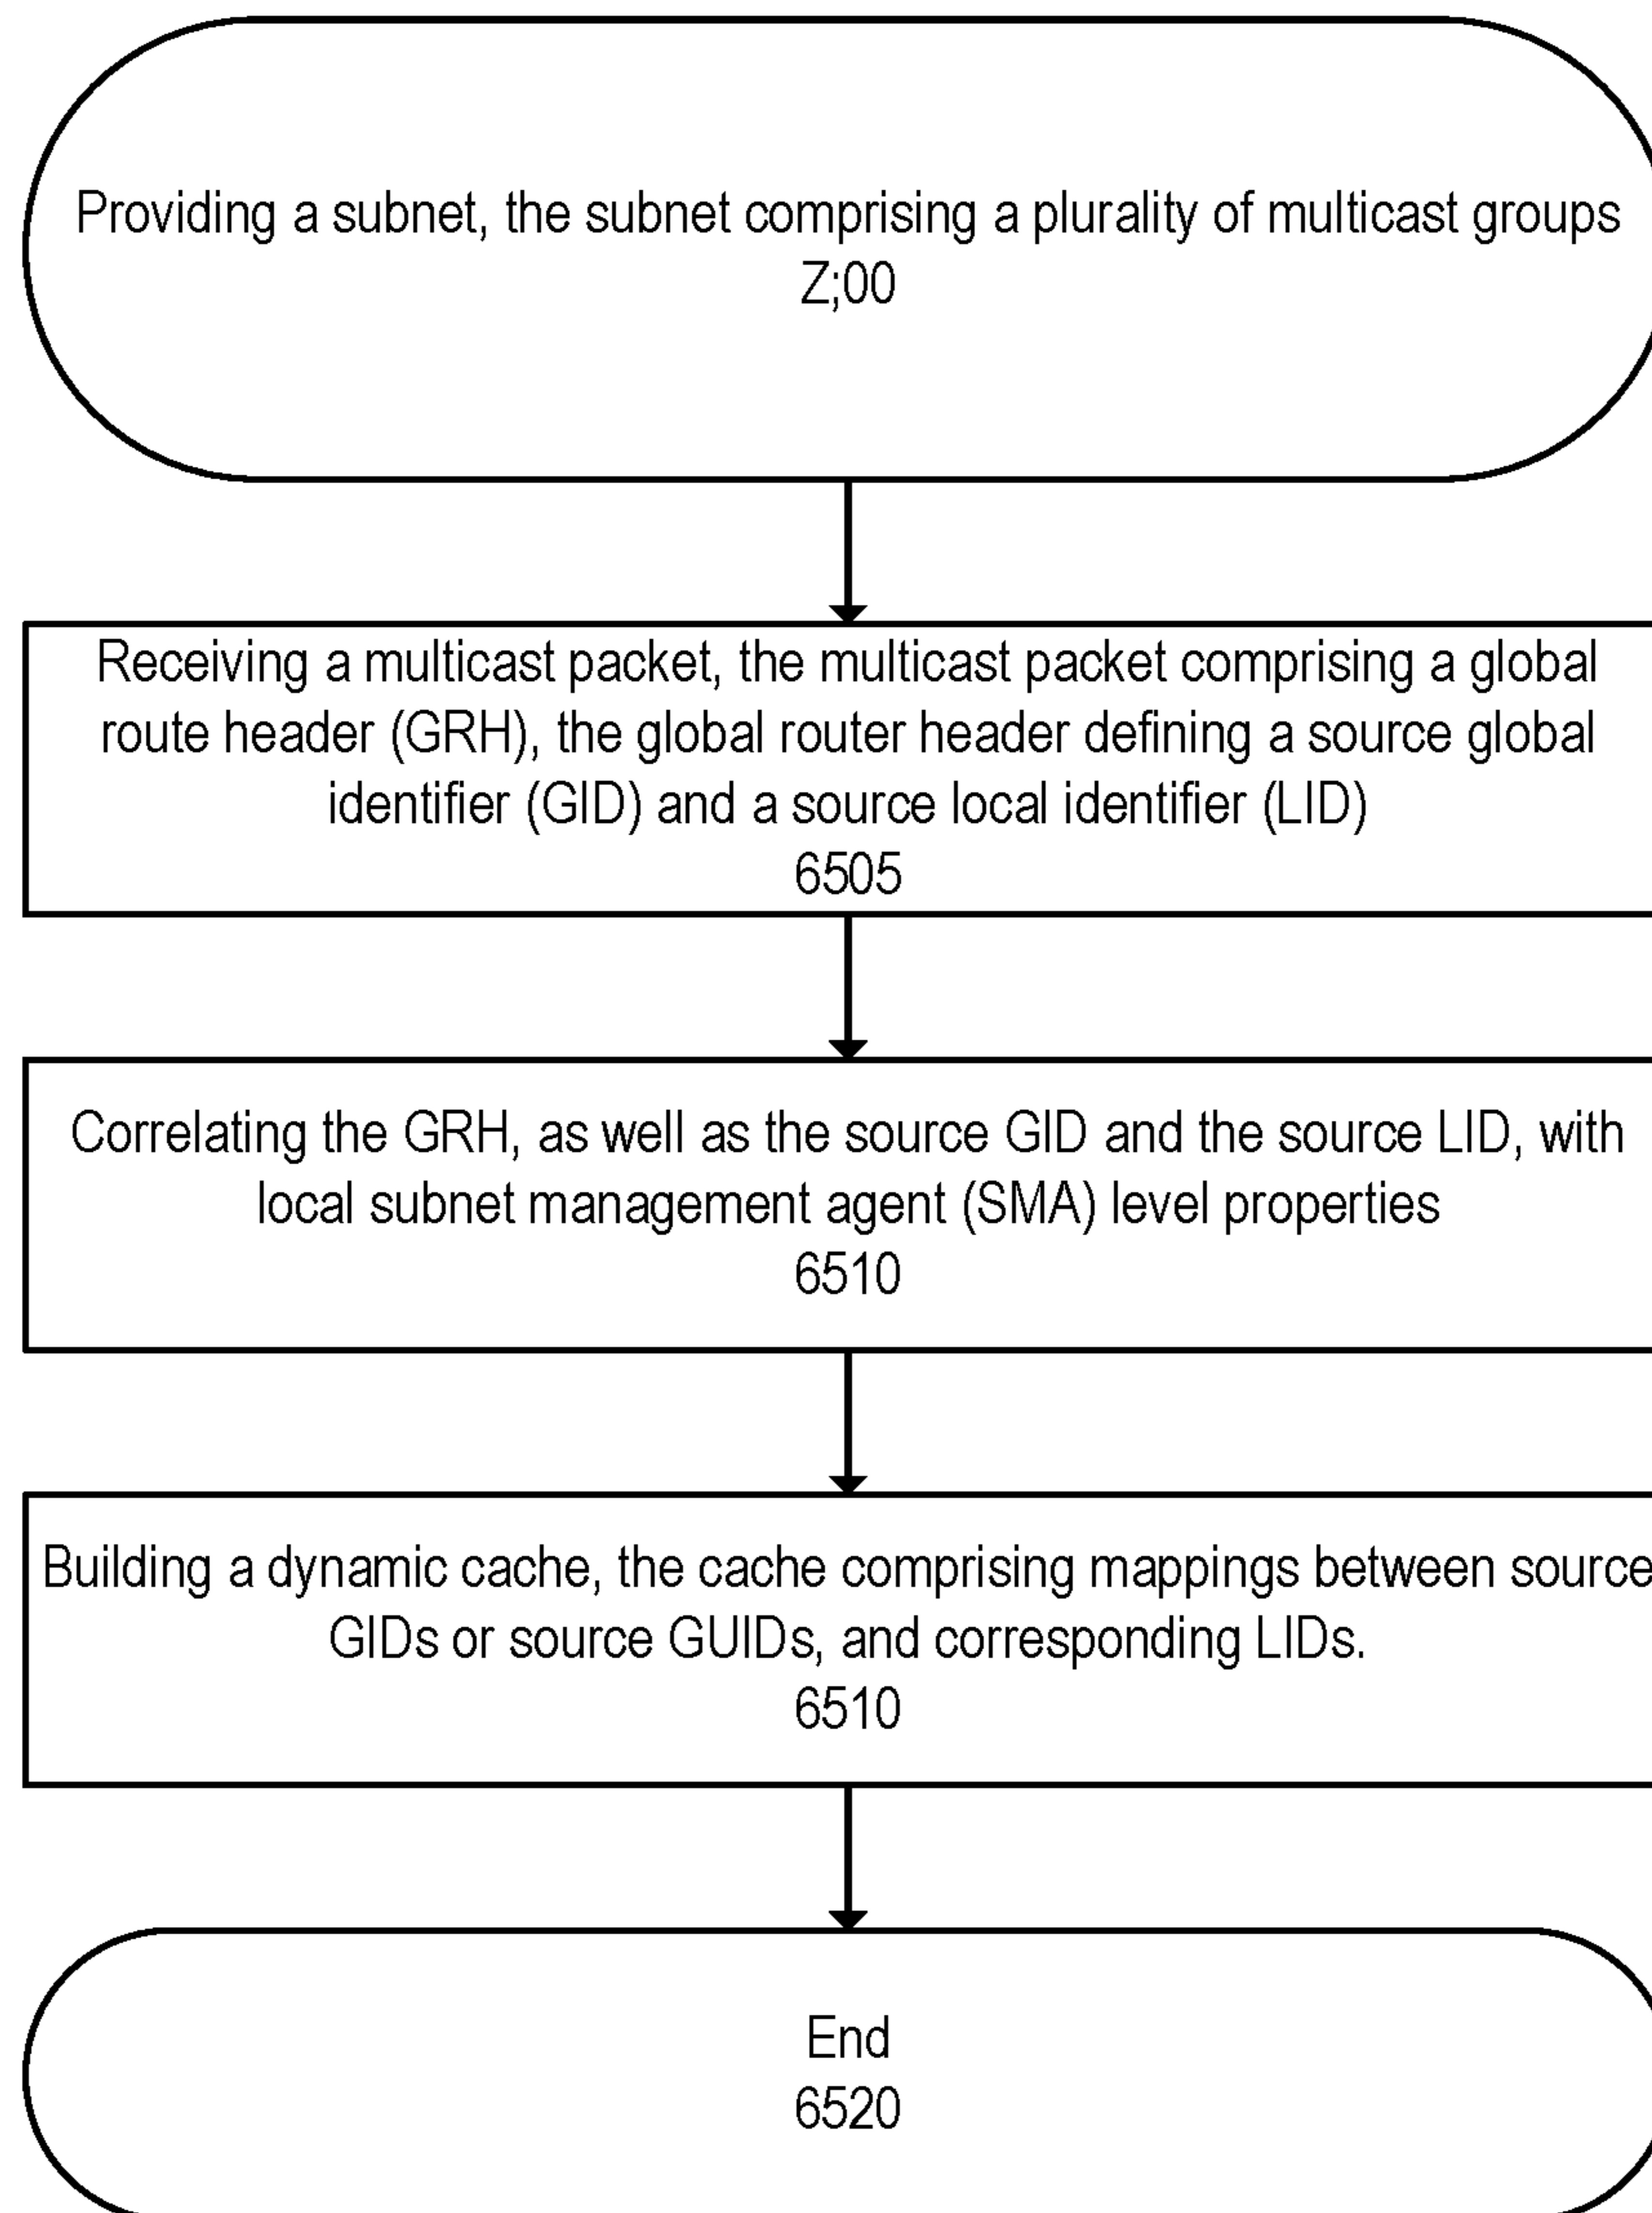 Providing a subnet, the subnet comprising a plurality of multicast groups
Z;00
Receiving a multicast packet, the multicast packet comprising a global
route header (GRH), the global router header defining a source global
identifier (GID) and a source local identifier (LID)
6505
Correlating the GRH, as well as the source GID and the source LID, with
local subnet management agent (SMA) level properties
6510
Building a dynamic cache, the cache comprising mappings between source
GIDs or source GUIDs, and corresponding LIDs.
6510
End
6520